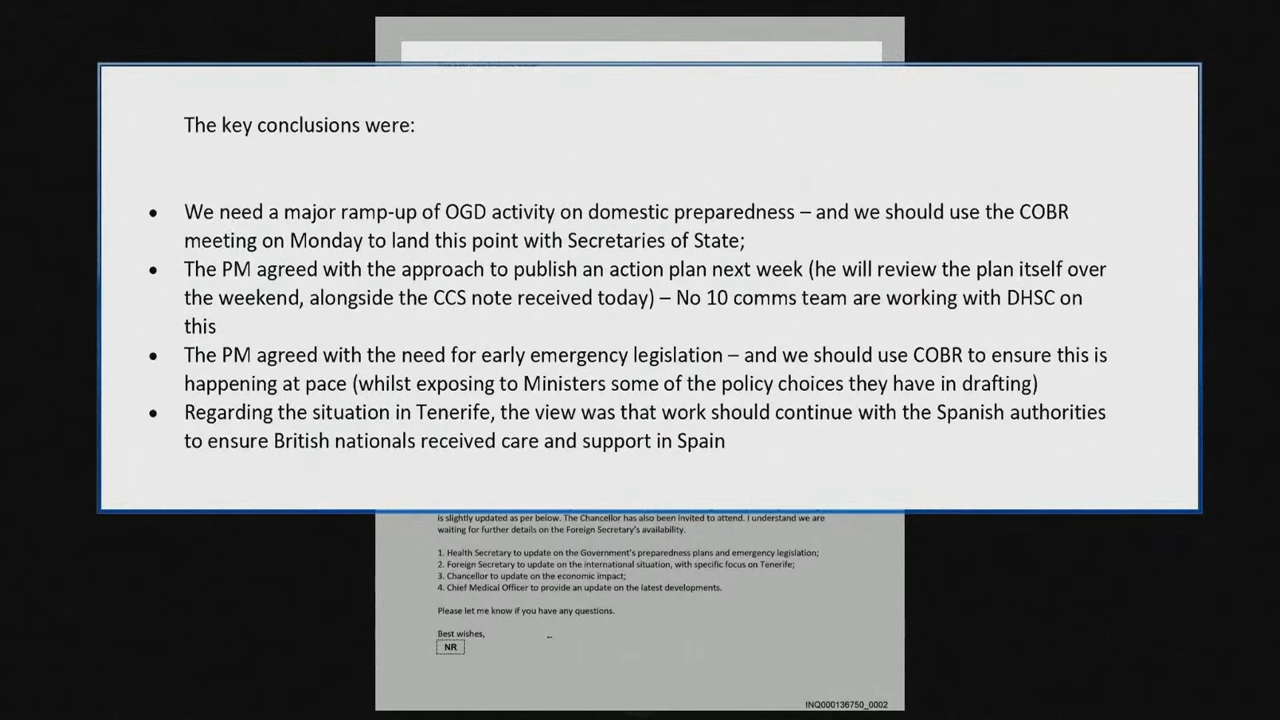 The key conclusions were:
• We need a major ramp-up of OGD activity on domestic preparedness – and we should use the COBR
meeting on Monday to land this point with Secretaries of State;
• The PM agreed with the approach to publish an action plan next week (he will review the plan itself over
the weekend, alongside the CCS note received today) – No 10 comms team are working with DHSC on
this
• The PM agreed with the need for early emergency legislation – and we should use COBR to ensure this is
happening at pace (whilst exposing to Ministers some of the policy choices they have in drafting)
• Regarding the situation in Tenerife, the view was that work should continue with the Spanish authorities
to ensure British nationals received care and support in Spain
is slightly updated as per below. The Chancellor has also been invited to attend. I understand we are
waiting for further details on the Foreign Secretary's availability.
1. Health Secretary to update on the Government's preparedness plans and emergency legislation;
2. Foreign Secretary to update on the international situation, with specific focus on Tenerife;
3. Chancellor to update on the economic impact;
4. Chief Medical Officer to provide an update on the latest developments.
Please let me know if you have any questions.
Best wishes,
NR
INQ000136750_0002